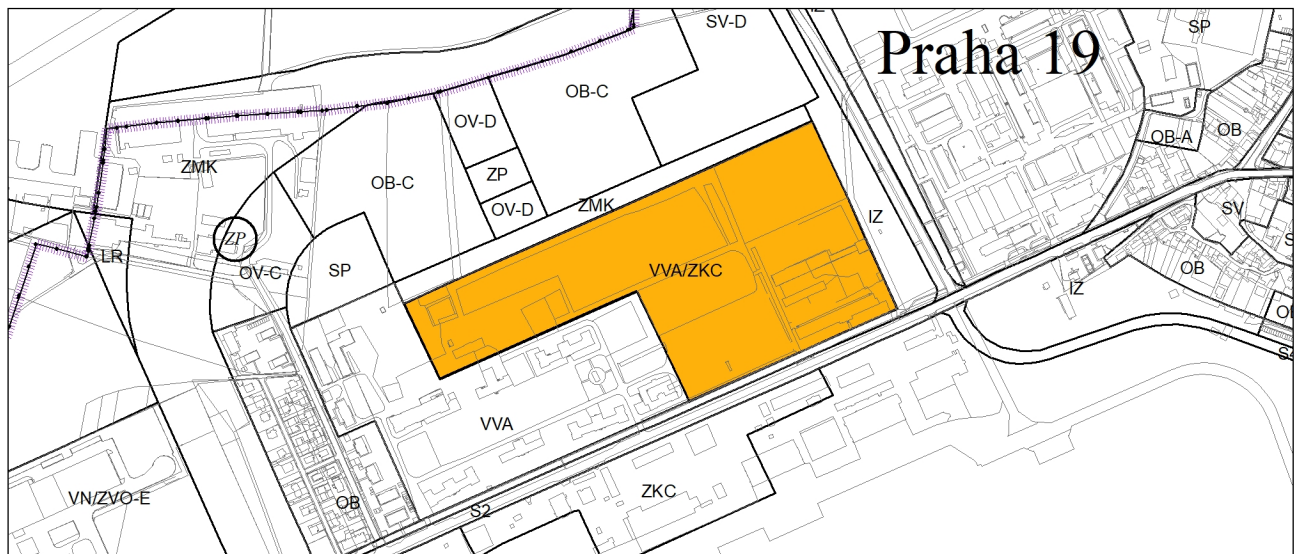 IZ
SV-D
SP
Praha 19
OB-C
OV-D
OB-A
OB
ZMK
ZP
OB-C
OV-D
ZMK
SV
ZP
IZ
LR
OV-C
SP
VVA/ZKC
OB
IZ
VVA
VN/ZVO-E
OB
S2
ZKC